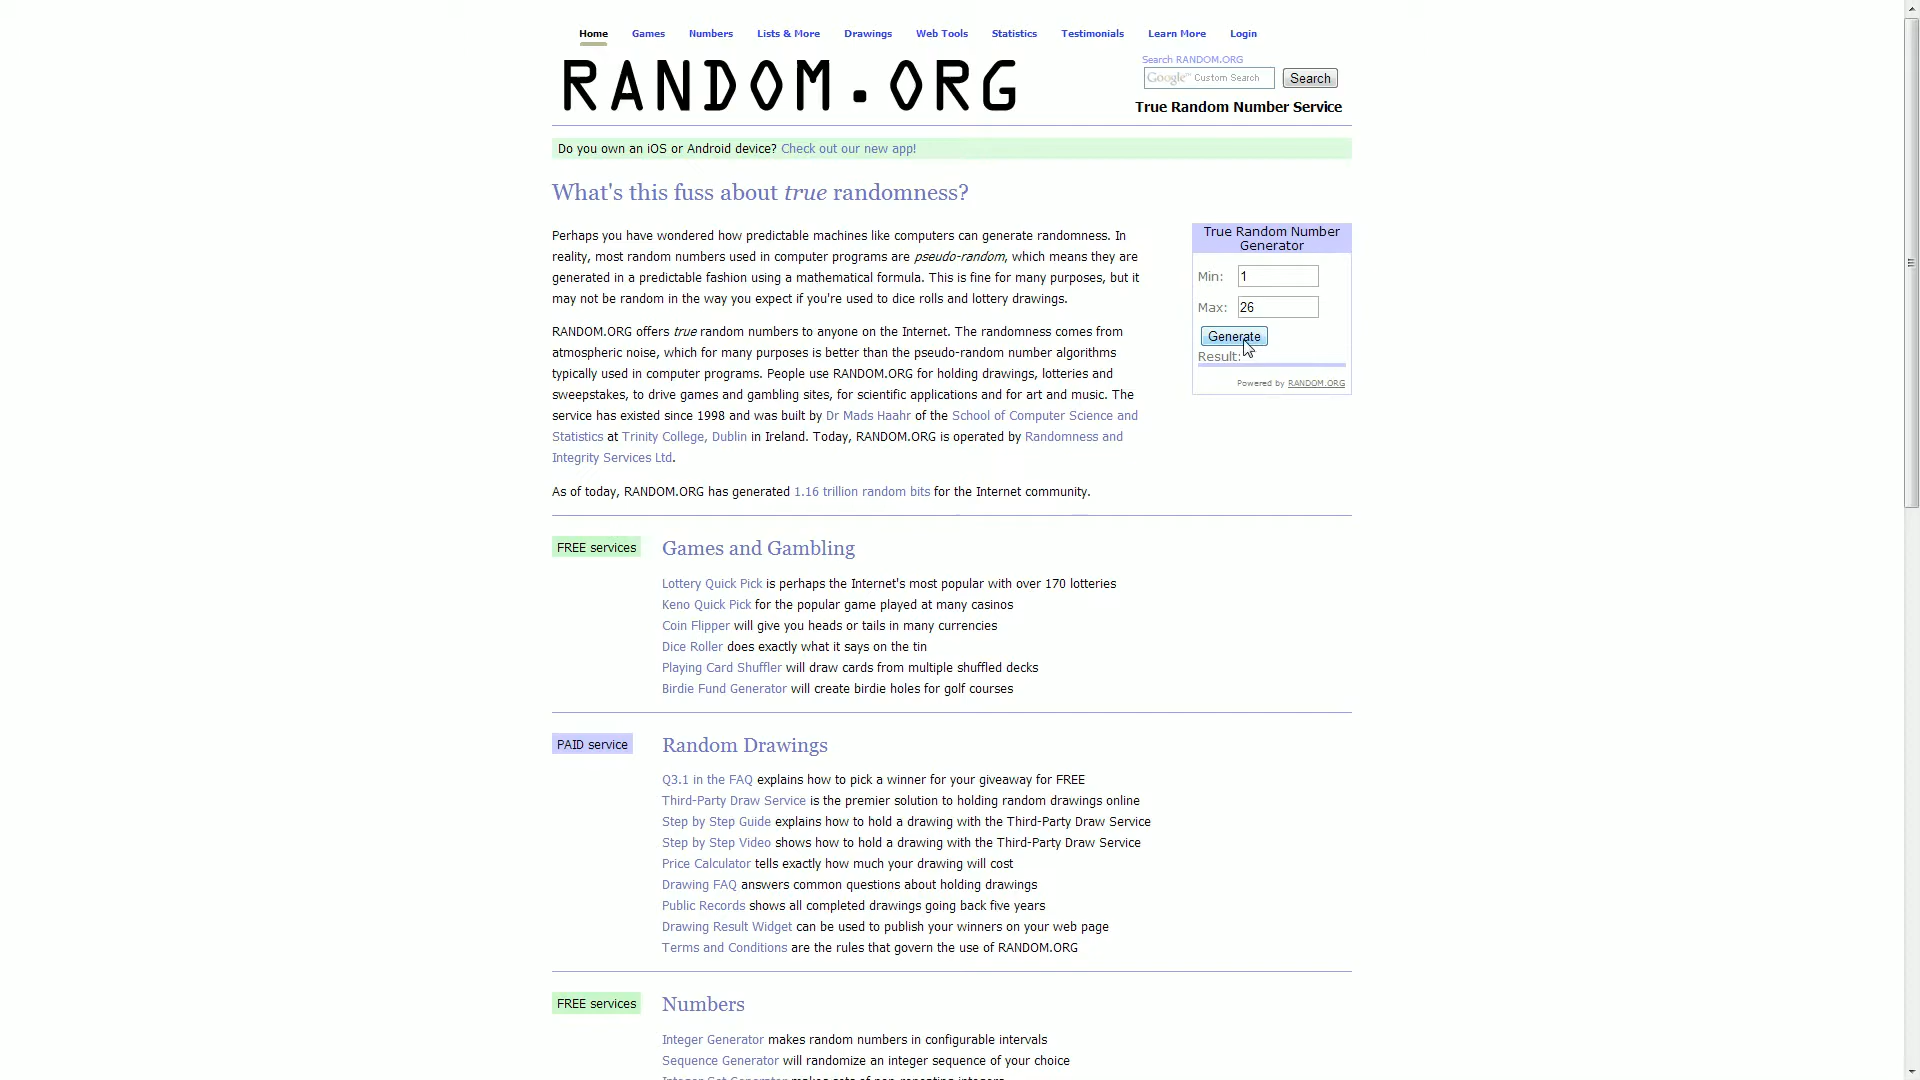 Home Games Numbers Lists & More Drawings Web Tools Statistics Testimonials Learn More Login
RANDOM.ORG
Search RANDOM.ORG
Google™ Custom Search Search
True Random Number Service
Do you own an iOS or Android device? Check out our new app!
What's this fuss about true randomness?
Perhaps you have wondered how predictable machines like computers can generate randomness. In
reality, most random numbers used in computer programs are pseudo-random, which means they are
generated in a predictable fashion using a mathematical formula. This is fine for many purposes, but it
may not be random in the way you expect if you're used to dice rolls and lottery drawings.
RANDOM.ORG offers true random numbers to anyone on the Internet. The randomness comes from
atmospheric noise, which for many purposes is better than the pseudo-random number algorithms
typically used in computer programs. People use RANDOM.ORG for holding drawings, lotteries and
sweepstakes, to drive games and gambling sites, for scientific applications and for art and music. The
service has existed since 1998 and was built by Dr Mads Haahr of the School of Computer Science and
Statistics at Trinity College, Dublin in Ireland. Today, RANDOM.ORG is operated by Randomness and
Integrity Services Ltd.
As of today, RANDOM.ORG has generated 1.16 trillion random bits for the Internet community.
True Random Number
Generator
Min: 1
Max: 26
Generate
Result:
Powered by RANDOM.ORG
FREE services
Games and Gambling
Lottery Quick Pick is perhaps the Internet's most popular with over 170 lotteries
Keno Quick Pick for the popular game played at many casinos
Coin Flipper will give you heads or tails in many currencies
Dice Roller does exactly what it says on the tin
Playing Card Shuffler will draw cards from multiple shuffled decks
Birdie Fund Generator will create birdie holes for golf courses
PAID service
Random Drawings
Q3.1 in the FAQ explains how to pick a winner for your giveaway for FREE
Third-Party Draw Service is the premier solution to holding random drawings online
Step by Step Guide explains how to hold a drawing with the Third-Party Draw Service
Step by Step Video shows how to hold a drawing with the Third-Party Draw Service
Price Calculator tells exactly how much your drawing will cost
Drawing FAQ answers common questions about holding drawings
Public Records shows all completed drawings going back five years
Drawing Result Widget can be used to publish your winners on your web page
Terms and Conditions are the rules that govern the use of RANDOM.ORG
FREE services
Numbers
Integer Generator makes random numbers in configurable intervals
Sequence Generator will randomize an integer sequence of your choice